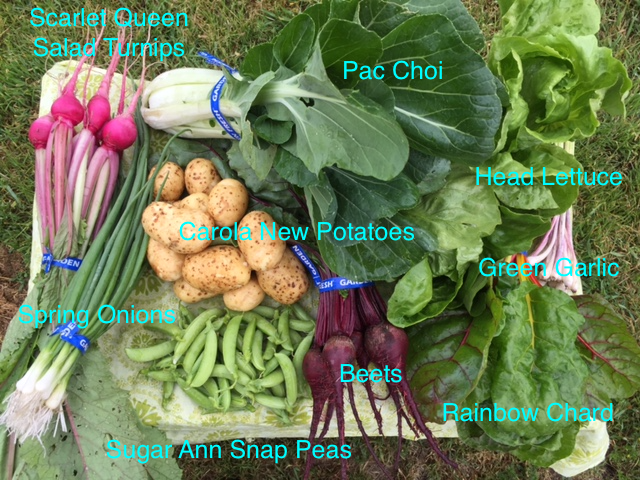 Scarlet Queen
Salad Turnips
Pac Choi
Head Lettuce
Carola New Potatoes
Green Garlic
Spring Onions
Beets
Rainbow Chard
Sugar Ann Snap Peas